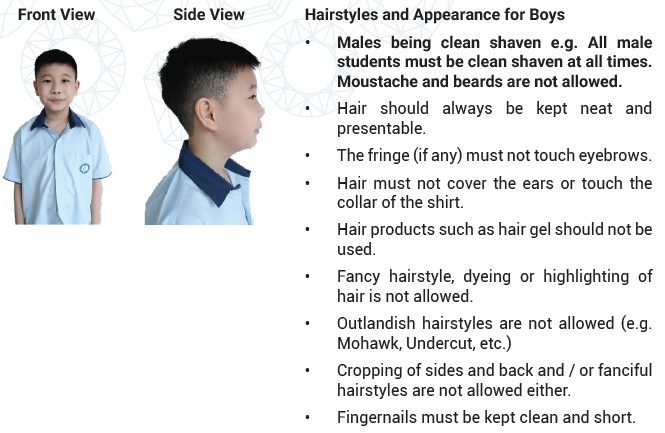 Front View
Side View
Hairstyles and Appearance for Boys
• Males being clean shaven e.g. All male
students must be clean shaven at all times.
Moustache and beards are not allowed.
• Hair should always be kept neat and
presentable.
• The fringe (if any) must not touch eyebrows.
• Hair must not cover the ears or touch the
collar of the shirt.
• Hair products such as hair gel should not be
used.
• Fancy hairstyle, dyeing or highlighting of
hair is not allowed.
• Outlandish hairstyles are not allowed (e.g.
Mohawk, Undercut, etc.)
• Cropping of sides and back and / or fanciful
hairstyles are not allowed either.
• Fingernails must be kept clean and short.